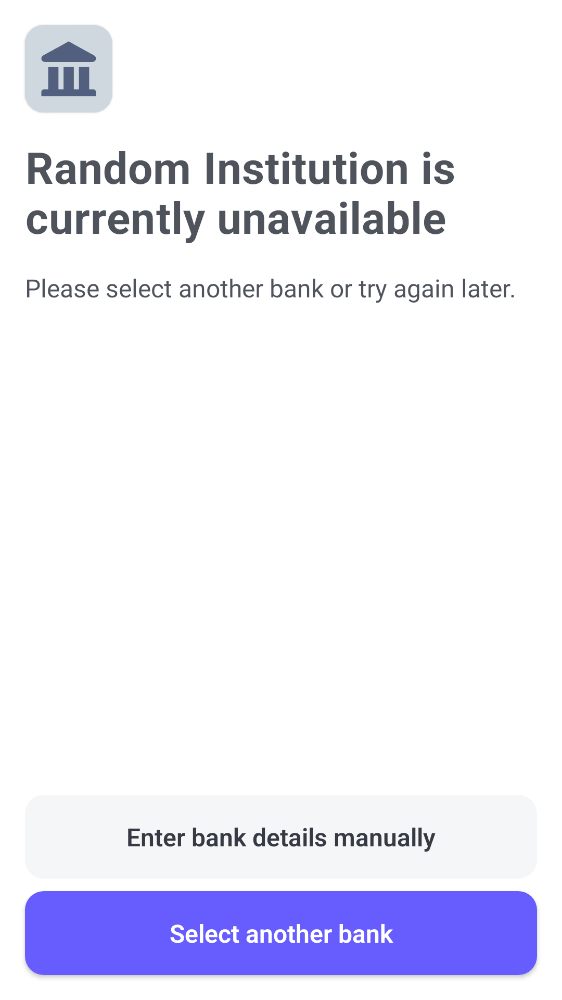 Random Institution is
currently unavailable
Please select another bank or try again later.
Enter bank details manually
Select another bank